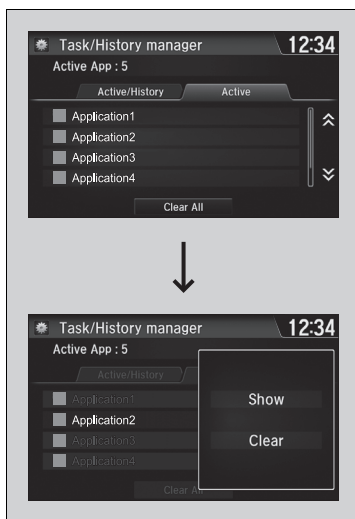 Task/History manager 12:34
Active App : 5
Active/History Active
Application1
Application2
Application3
Application4
Clear All
Task/History manager 12:34
Active App : 5
Active/History
Application1 Show
Application2
Application3 Clear
Application4
Clear All